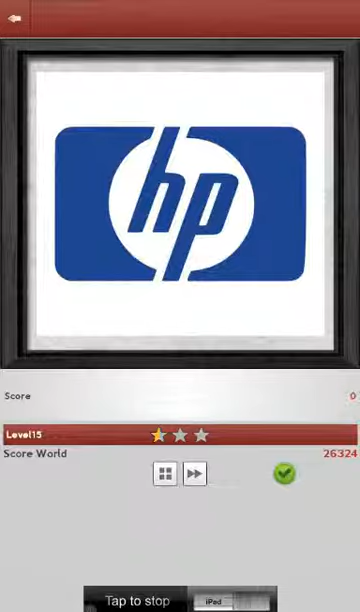 hp
Score 0
Level15
Score World 26324
Tap to stop iPad